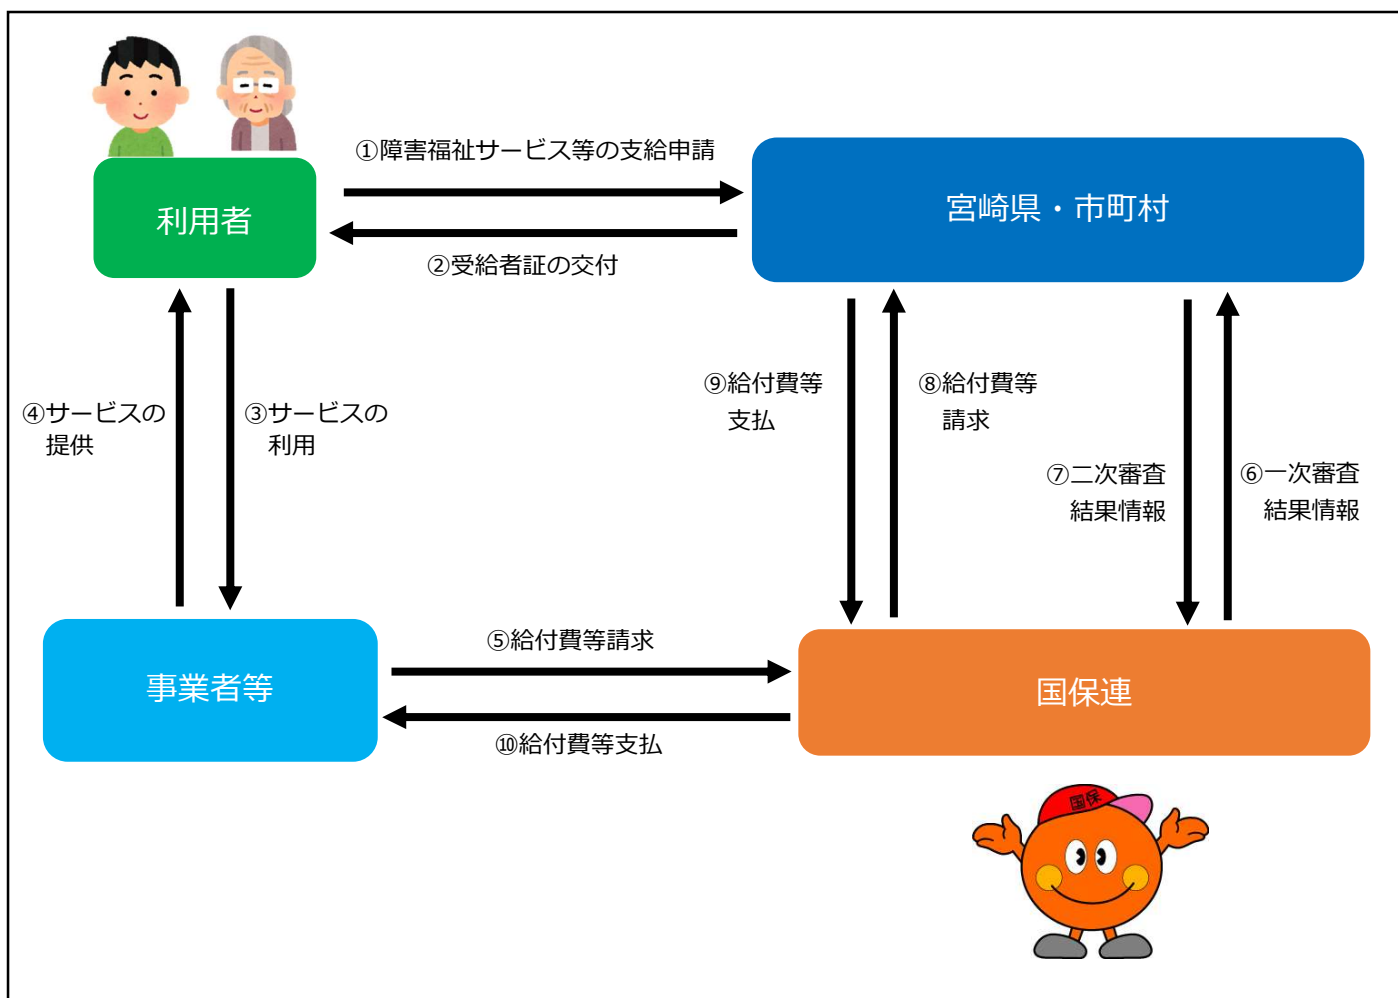 ①障害福祉サービス等の支給申請
利用者
宮崎県・市町村
②受給者証の交付
④サービスの
提供
③サービスの
利用
⑨給付費等
支払
⑧給付費等
請求
⑦二次審査
結果情報
⑥一次審査
結果情報
⑤給付費等請求
事業者等
国保連
⑩給付費等支払
国保